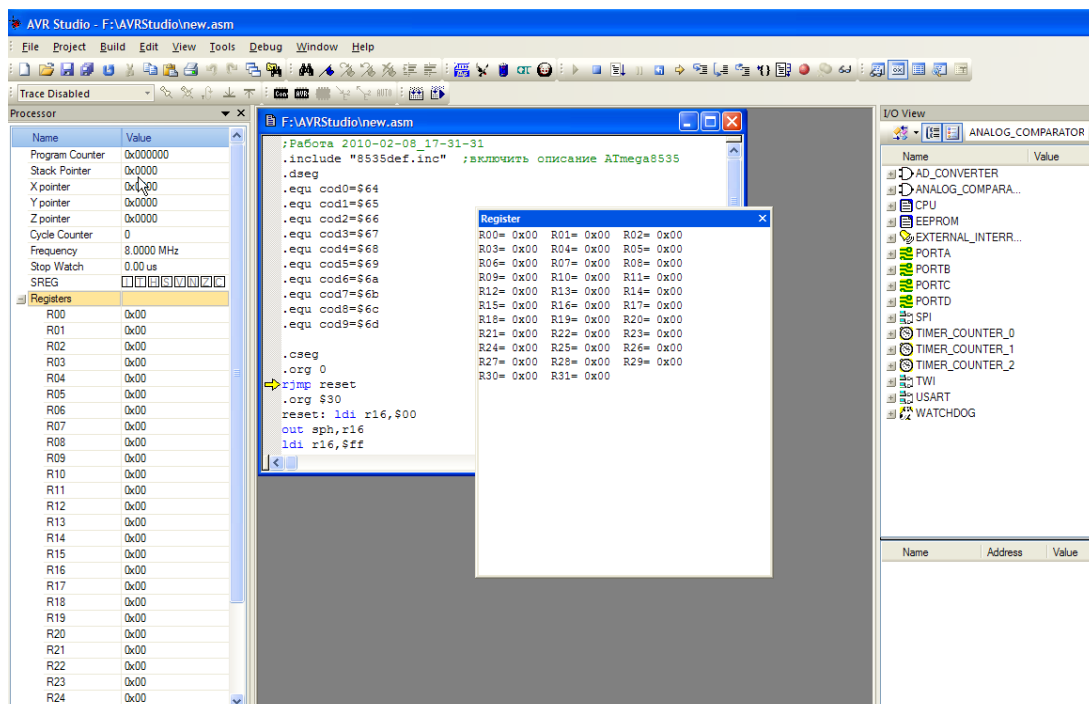 AVR Studio - F:\AVRStudio\new.asm
File Project Build Edit View Tools Debug Window Help
Trace Disabled
Con AVR AUTO
Processor
Name Value
Program Counter 0x000000
Stack Pointer 0x0000
X pointer
Y pointer 0x0000
Z pointer 0x0000
Cycle Counter 0
Frequency 8.0000 MHz
Stop Watch 0.00 us
SREG I T H S V N Z C
Registers
R00 0x00
R01 0x00
R02 0x00
R03 0x00
R04 0x00
R05 0x00
R06 0x00
R07 0x00
R08 0x00
R09 0x00
R10 0x00
R11 0x00
R12 0x00
R13 0x00
R14 0x00
R15 0x00
R16 0x00
R17 0x00
R18 0x00
R19 0x00
R20 0x00
R21 0x00
R22 0x00
R23 0x00
R24 0x00
F:\AVRStudio\new.asm
;Работа 2010-02-08_17-31-31
.include "8535def.inc" ;включить описание ATmega8535
.dseg
.equ cod0=$64
.equ cod1=$65
.equ cod2=$66
.equ cod3=$67
.equ cod4=$68
.equ cod5=$69
.equ cod6=$6a
.equ cod7=$6b
.equ cod8=$6c
.equ cod9=$6d
.cseg
.org 0
rjmp reset
.org $30
reset: ldi r16,$00
out sph,r16
ldi r16,$ff
Register
R00= 0x00 R01= 0x00 R02= 0x00
R03= 0x00 R04= 0x00 R05= 0x00
R06= 0x00 R07= 0x00 R08= 0x00
R09= 0x00 R10= 0x00 R11= 0x00
R12= 0x00 R13= 0x00 R14= 0x00
R15= 0x00 R16= 0x00 R17= 0x00
R18= 0x00 R19= 0x00 R20= 0x00
R21= 0x00 R22= 0x00 R23= 0x00
R24= 0x00 R25= 0x00 R26= 0x00
R27= 0x00 R28= 0x00 R29= 0x00
R30= 0x00 R31= 0x00
I/O View
ANALOG_COMPARATOR
Name Value
AD_CONVERTER
ANALOG_COMPARA...
CPU
EEPROM
EXTERNAL_INTERR...
PORTA
PORTB
PORTC
PORTD
SPI
TIMER_COUNTER_0
TIMER_COUNTER_1
TIMER_COUNTER_2
TWI
USART
WATCHDOG
Name Address Value